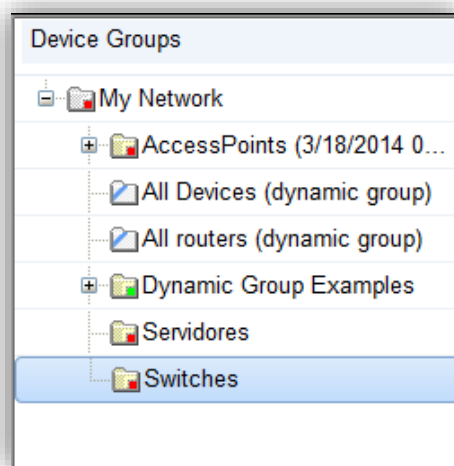 Device Groups
My Network
AccessPoints (3/18/2014 0...
All Devices (dynamic group)
All routers (dynamic group)
Dynamic Group Examples
Servidores
Switches